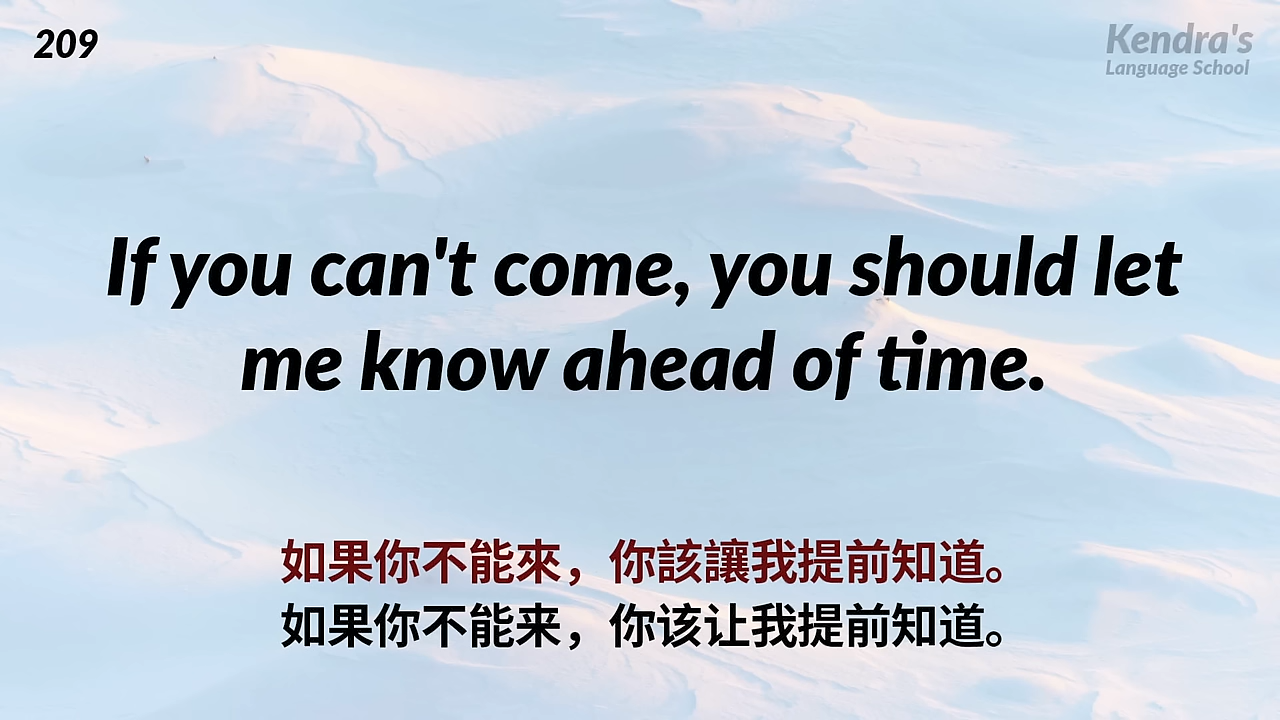 209
Kendra's
Language School
If you can't come, you should let
me know ahead of time.
如果你不能來，你該讓我提前知道。
如果你不能来，你该让我提前知道。